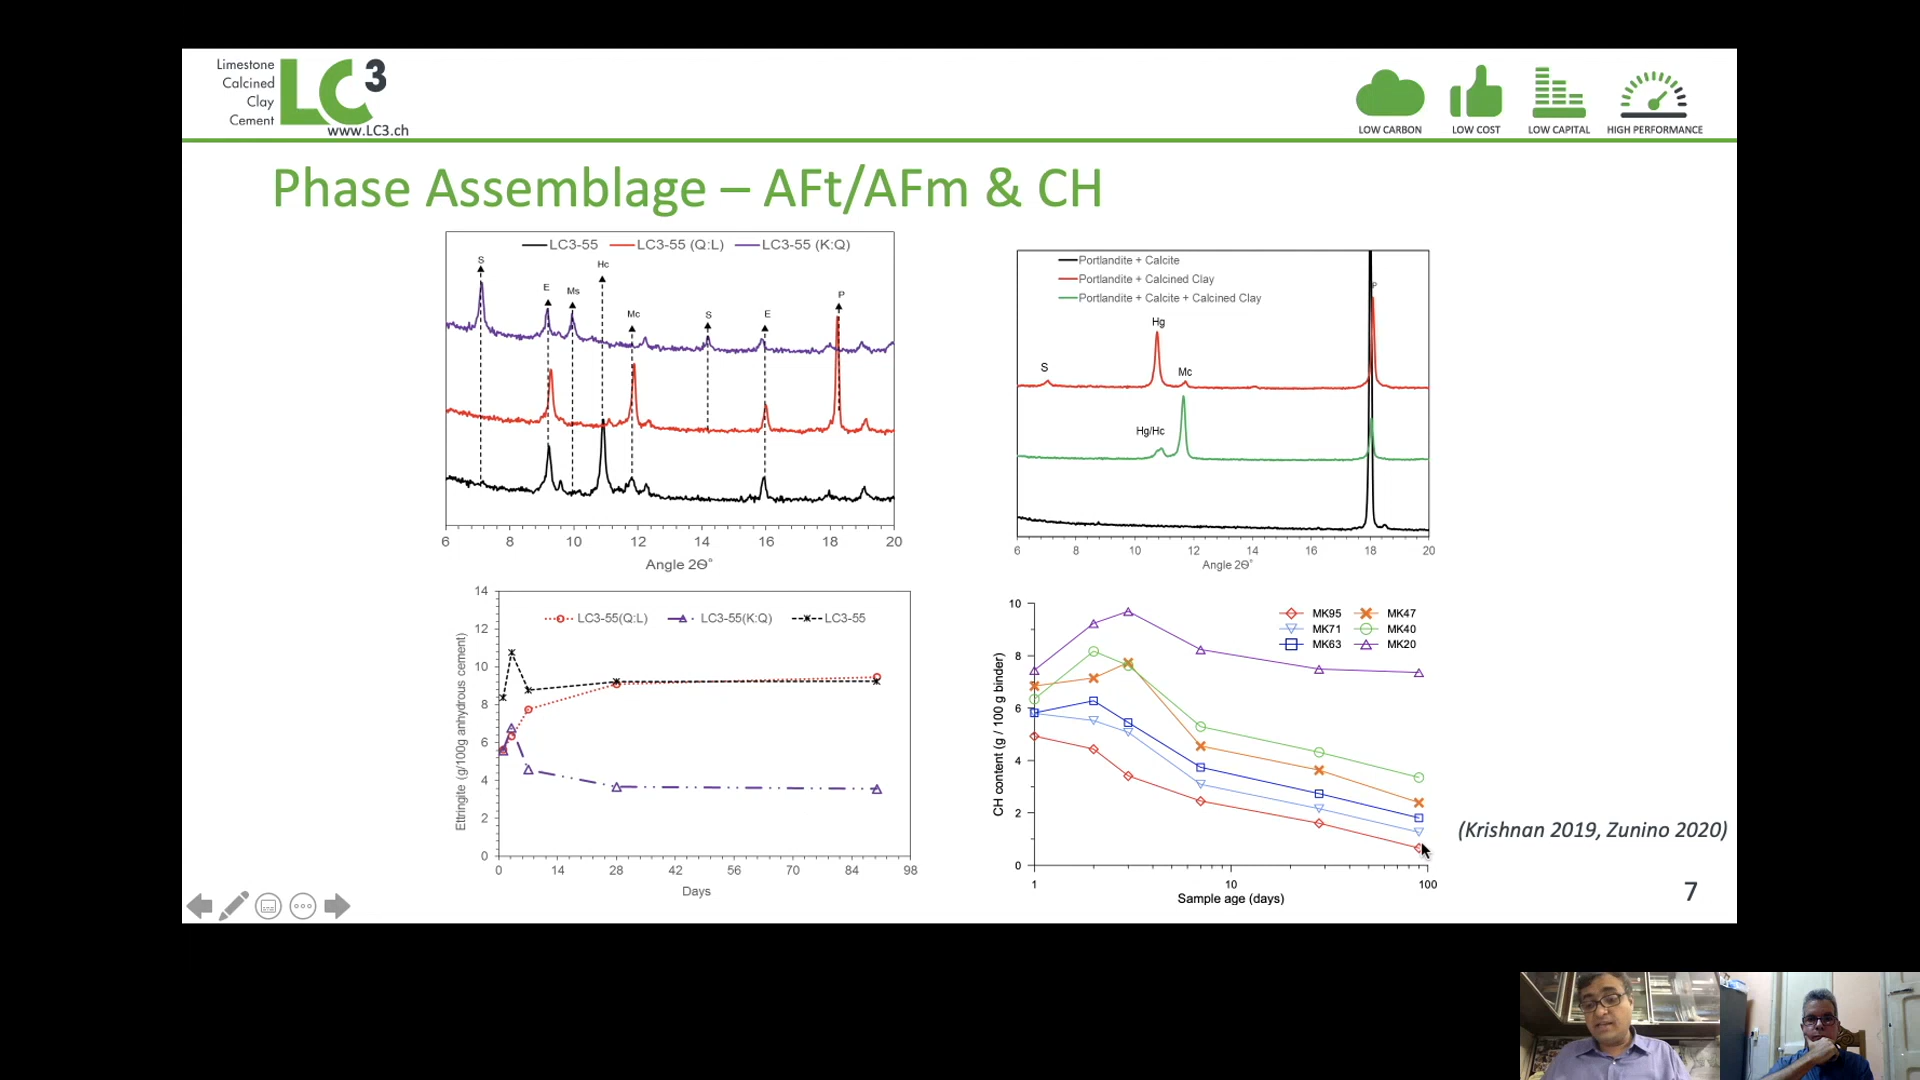 Limestone
Calcined
Clay
Cement
LC3
www.LC3.ch
LOW CARBON
LOW COST
LOW CAPITAL
HIGH PERFORMANCE
Phase Assemblage – AFt/AFm & CH
LC3-55 LC3-55 (Q:L) LC3-55 (K:Q)
S
E
Ms
Hc
Mc
S
E
P
6 8 10 12 14 16 18 20
Angle 2Θ°
Portlandite + Calcite
Portlandite + Calcined Clay
Portlandite + Calcite + Calcined Clay
P
Hg
S
Mc
Hg/Hc
6 8 10 12 14 16 18 20
Angle 2Θ°
14
12
10
8
6
4
2
0
Ettringite (g/100g anhydrous cement)
LC3-55(Q:L) LC3-55(K:Q) LC3-55
0 14 28 42 56 70 84 98
Days
10
8
6
4
2
0
CH content (g / 100 g binder)
MK95 MK47
MK71 MK40
MK63 MK20
1 10 100
Sample age (days)
(Krishnan 2019, Zunino 2020)
7